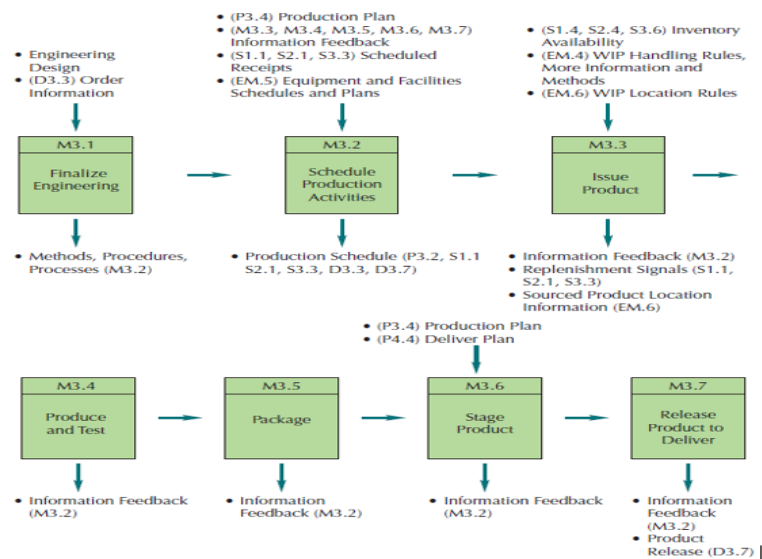 • Engineering
Design
• (D3.3) Order
Information
• (P3.4) Production Plan
• (M3.3, M3.4, M3.5, M3.6, M3.7)
Information Feedback
• (S1.1, S2.1, S3.3) Scheduled
Receipts
• (EM.5) Equipment and Facilities
Schedules and Plans
• (S1.4, S2.4, S3.6) Inventory
Availability
• (EM.4) WIP Handling Rules,
More Information and
Methods
• (EM.6) WIP Location Rules
M3.1
Finalize
Engineering
M3.2
Schedule
Production
Activities
M3.3
Issue
Product
• Methods, Procedures,
Processes (M3.2)
• Production Schedule (P3.2, S1.1
S2.1, S3.3, D3.3, D3.7)
• Information Feedback (M3.2)
• Replenishment Signals (S1.1,
S2.1, S3.3)
• Sourced Product Location
Information (EM.6)
• (P3.4) Production Plan
• (P4.4) Deliver Plan
M3.4
Produce
and Test
M3.5
Package
M3.6
Stage
Product
M3.7
Release
Product to
Deliver
• Information Feedback
(M3.2)
• Information
Feedback (M3.2)
• Information Feedback
(M3.2)
• Information
Feedback
(M3.2)
• Product
Release (D3.7)